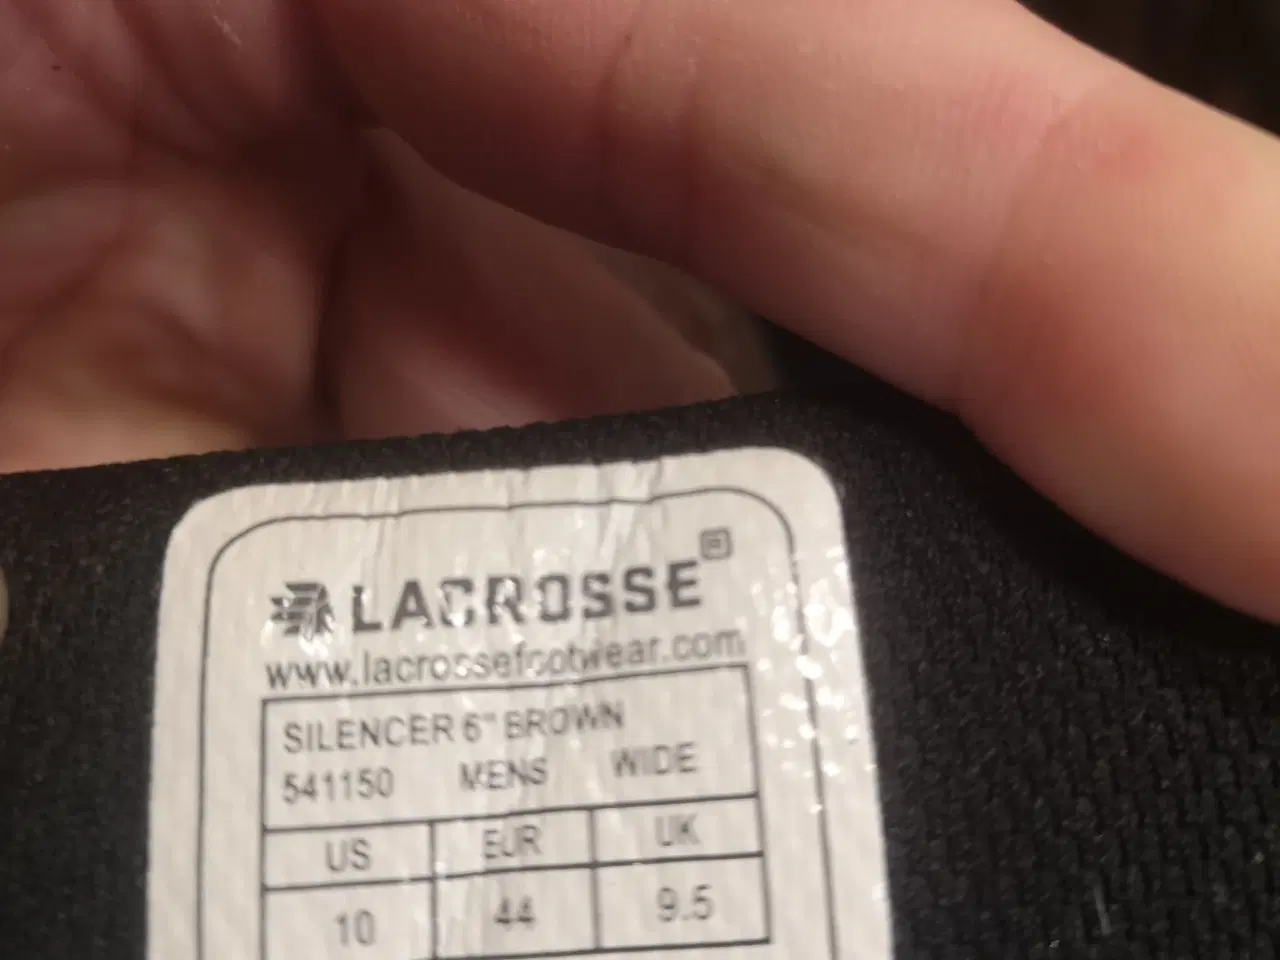 LACROSSE®
www.lacrossefootwear.com
SILENCER 6" BROWN
541150 MENS WIDE
US EUR UK
10 44 9.5